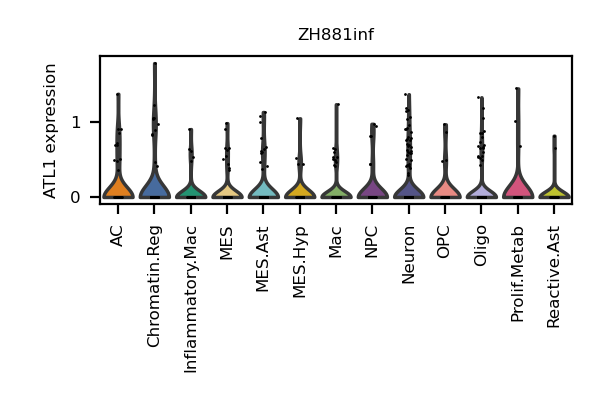 ZH881inf
ATL1 expression
1
0
AC
Chromatin.Reg
Inflammatory.Mac
MES
MES.Ast
MES.Hyp
Mac
NPC
Neuron
OPC
Oligo
Prolif.Metab
Reactive.Ast